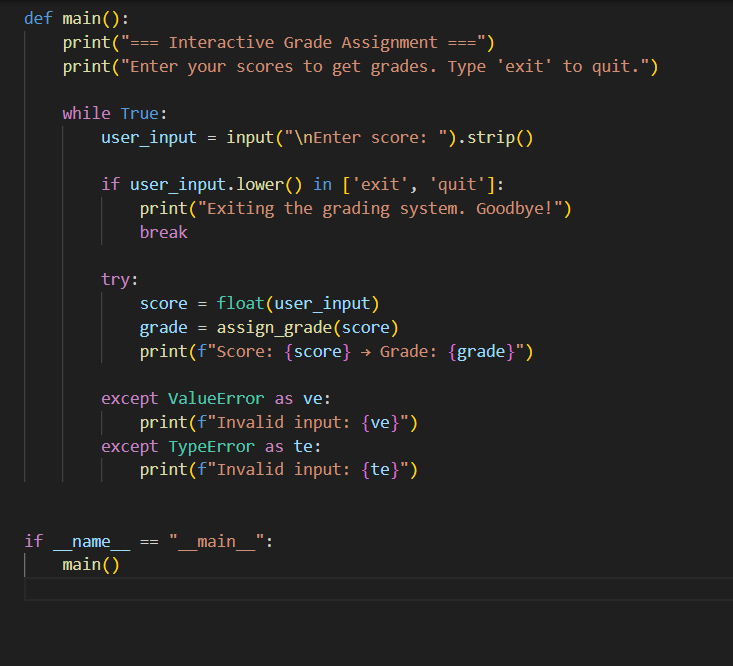 def main():
    print("=== Interactive Grade Assignment ===")
    print("Enter your scores to get grades. Type 'exit' to quit.")

    while True:
        user_input = input("\nEnter score: ").strip()

        if user_input.lower() in ['exit', 'quit']:
            print("Exiting the grading system. Goodbye!")
            break

        try:
            score = float(user_input)
            grade = assign_grade(score)
            print(f"Score: {score} → Grade: {grade}")

        except ValueError as ve:
            print(f"Invalid input: {ve}")
        except TypeError as te:
            print(f"Invalid input: {te}")


if __name__ == "__main__":
    main()